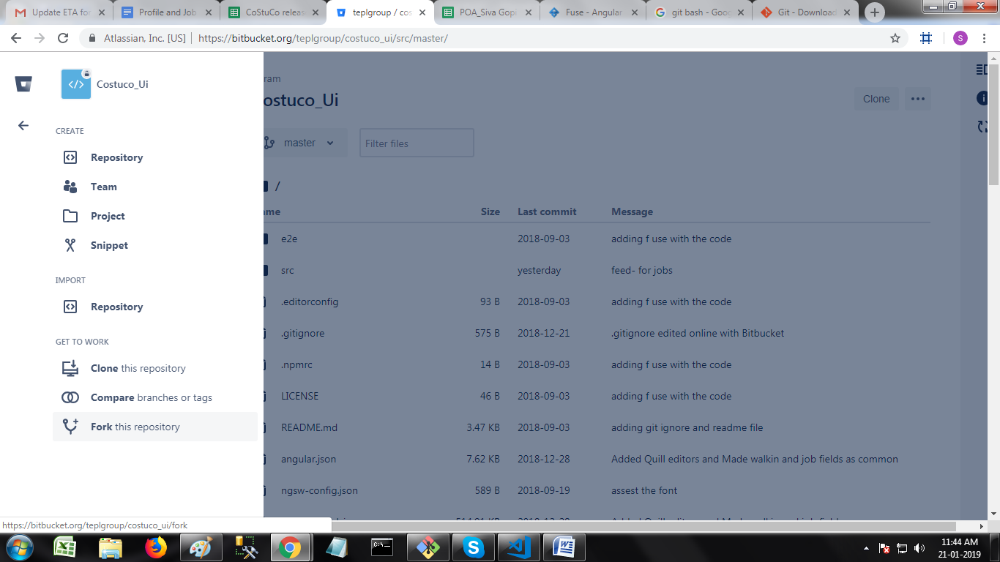 Update ETA for
Profile and Job
CoStuCo releas
teplgroup / cos
POA_Siva Gopi
Fuse - Angular
git bash - Goog
Git - Download
Atlassian, Inc. [US]
https://bitbucket.org/teplgroup/costuco_ui/src/master/
S
Costuco_Ui
CREATE
Repository
Team
Project
Snippet
IMPORT
Repository
GET TO WORK
Clone this repository
Compare branches or tags
Fork this repository
https://bitbucket.org/teplgroup/costuco_ui/fork
ram
ostuco_Ui
Clone
master
Filter files
/
me Size Last commit Message
e2e 2018-09-03 adding f use with the code
src yesterday feed- for jobs
.editorconfig 93 B 2018-09-03 adding f use with the code
.gitignore 575 B 2018-12-21 .gitignore edited online with Bitbucket
.npmrc 14 B 2018-09-03 adding f use with the code
LICENSE 46 B 2018-09-03 adding f use with the code
README.md 3.47 KB 2018-09-03 adding git ignore and readme file
angular.json 7.62 KB 2018-12-28 Added Quill editors and Made walkin and job fields as common
ngsw-config.json 589 B 2018-09-19 assest the font
11:44 AM
21-01-2019